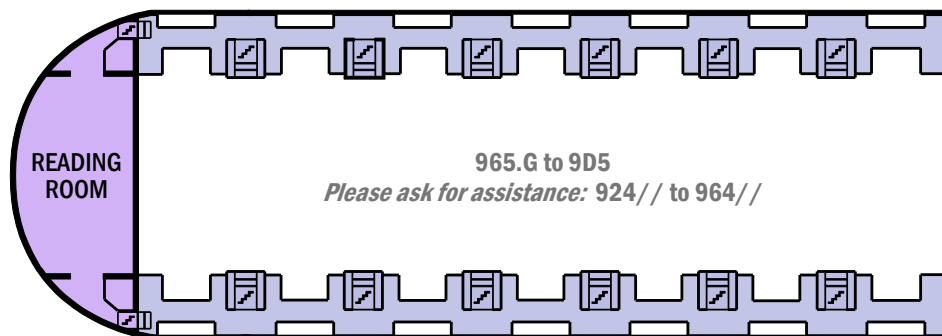 READING
ROOM
965.G to 9D5
Please ask for assistance: 924// to 964//